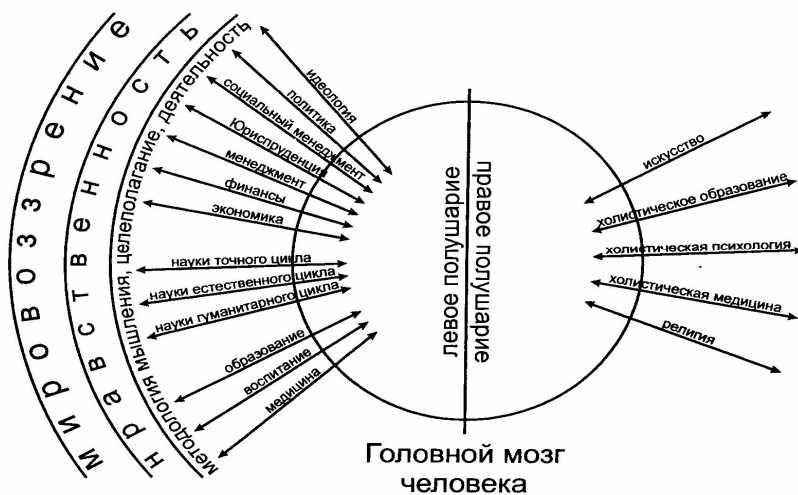 Мировоззрение
нравственность
методология мышления, целеполагание, деятельность
идеология
политика
социальный менеджмент
Юриспруденция
менеджмент
финансы
экономика
науки точного цикла
науки естественного цикла
науки гуманитарного цикла
образование
воспитание
медицина
левое полушарие
правое полушарие
искусство
холистическое образование
холистическая психология
холистическая медицина
религия
Головной мозг
человека